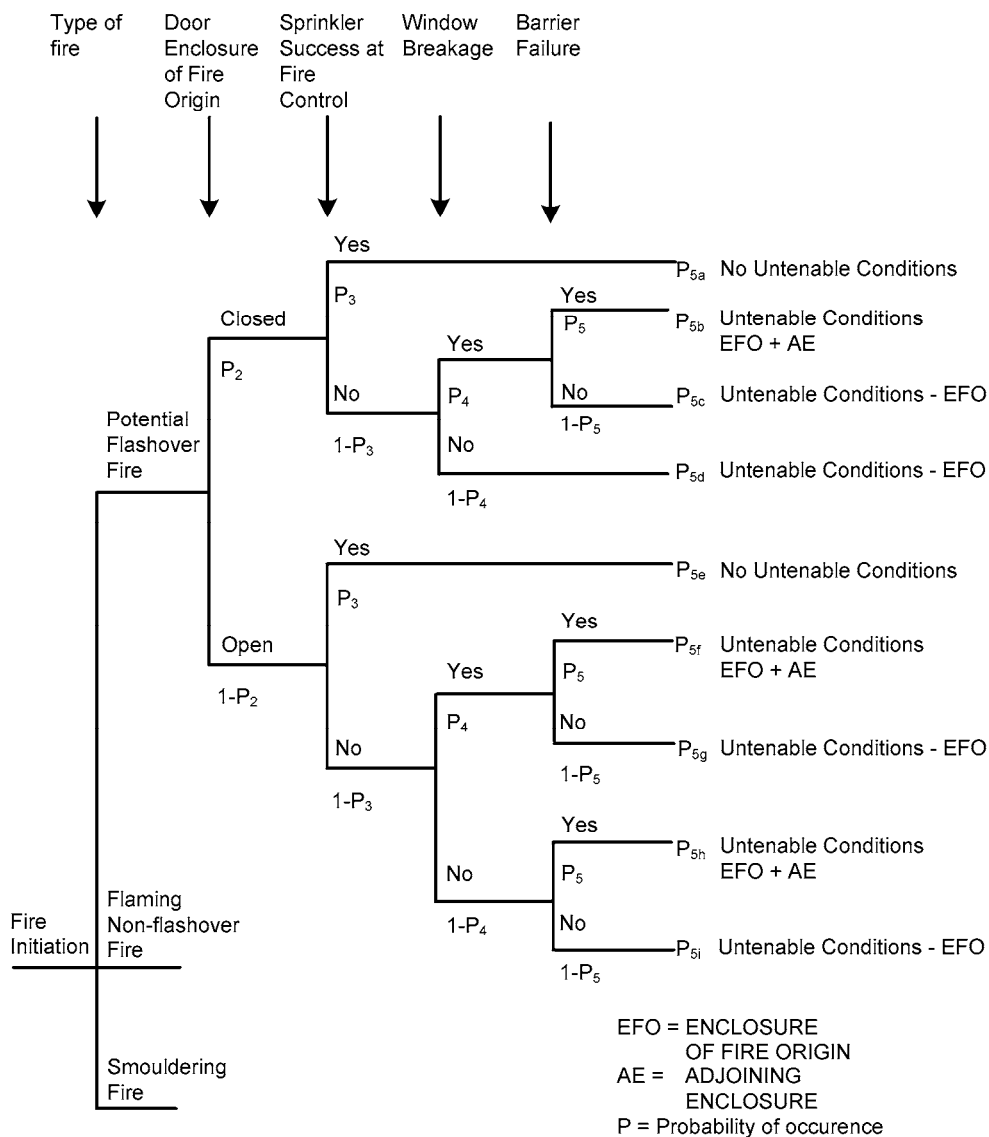 Type of
fire
Door
Enclosure
of Fire
Origin
Sprinkler
Success at
Fire
Control
Window
Breakage
Barrier
Failure
Yes
P5a No Untenable Conditions
P3
Yes
Closed
P5
P5b Untenable Conditions
EFO + AE
Yes
P2
No
P4
No
P5c Untenable Conditions - EFO
1-P5
Potential
Flashover
Fire
1-P3
No
P5d Untenable Conditions - EFO
1-P4
Yes
P5e No Untenable Conditions
P3
Yes
Open
P5f Untenable Conditions
EFO + AE
Yes
P5
1-P2
P4
No
No
P5g Untenable Conditions - EFO
1-P5
1-P3
Yes
P5h Untenable Conditions
EFO + AE
No
P5
1-P4
No
Flaming
Non-flashover
Fire
Fire
Initiation
P5i Untenable Conditions - EFO
1-P5
EFO = ENCLOSURE
OF FIRE ORIGIN
AE = ADJOINING
ENCLOSURE
P = Probability of occurence
Smouldering
Fire